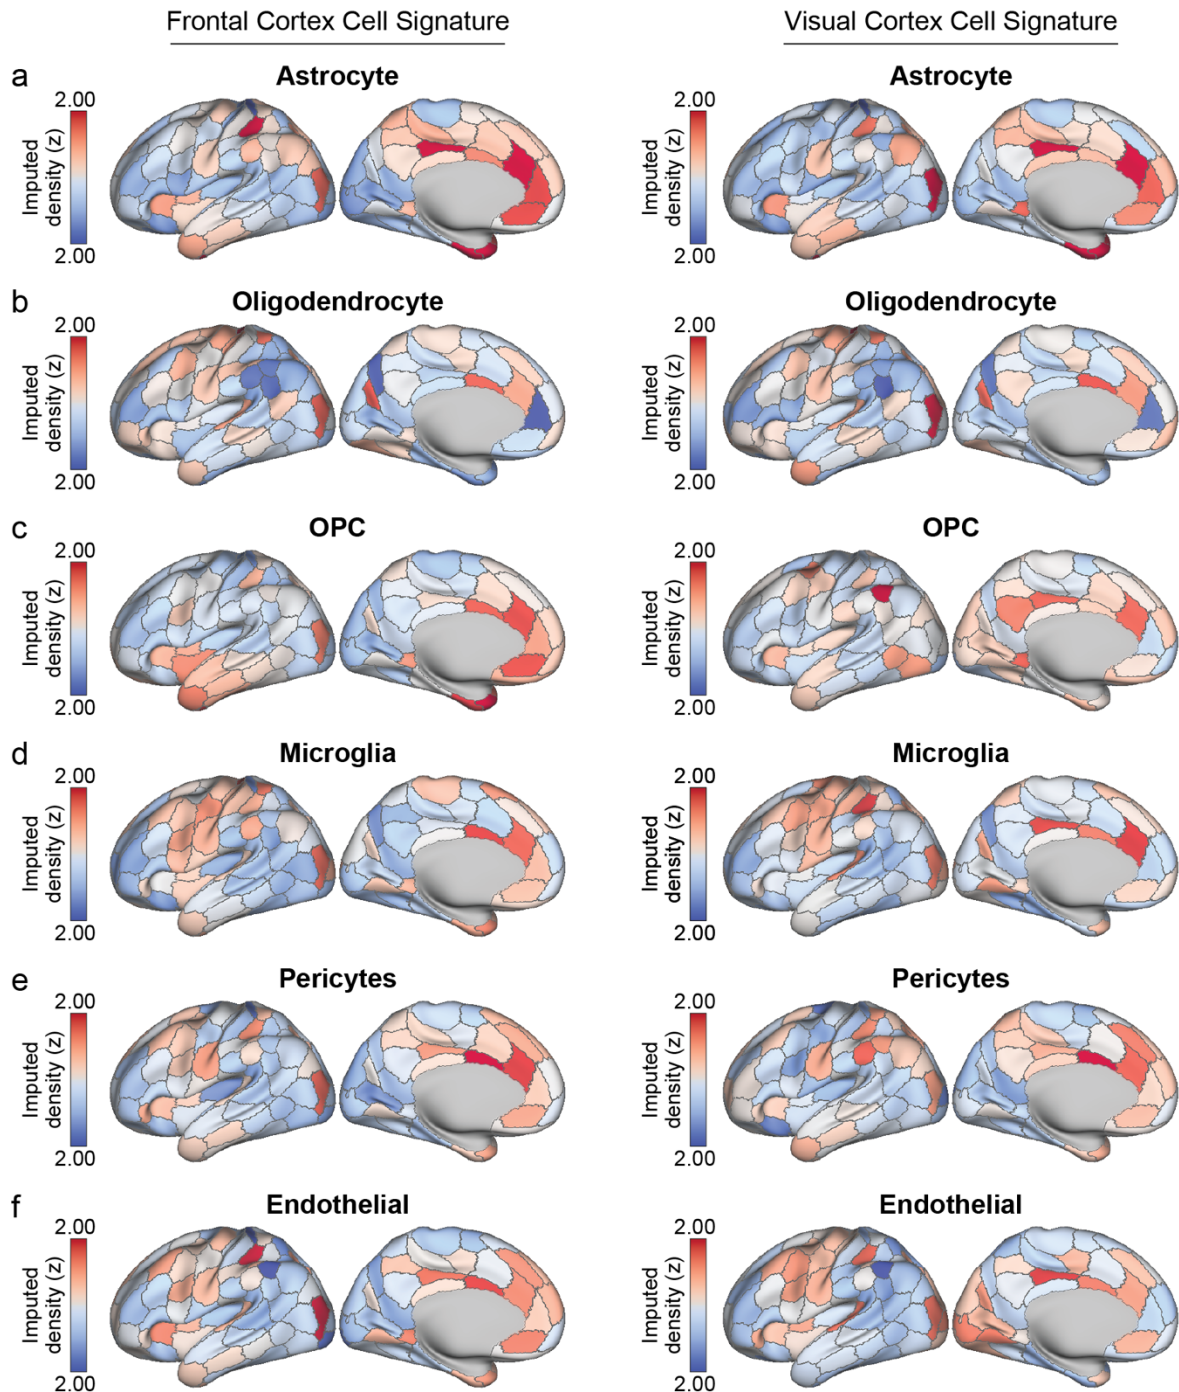 Frontal Cortex Cell Signature
Visual Cortex Cell Signature
a
Astrocyte
2.00
Imputed
density (z)
2.00
Astrocyte
2.00
Imputed
density (z)
2.00
b
Oligodendrocyte
2.00
Imputed
density (z)
2.00
Oligodendrocyte
2.00
Imputed
density (z)
2.00
c
OPC
2.00
Imputed
density (z)
2.00
OPC
2.00
Imputed
density (z)
2.00
d
Microglia
2.00
Imputed
density (z)
2.00
Microglia
2.00
Imputed
density (z)
2.00
e
Pericytes
2.00
Imputed
density (z)
2.00
Pericytes
2.00
Imputed
density (z)
2.00
f
Endothelial
2.00
Imputed
density (z)
2.00
Endothelial
2.00
Imputed
density (z)
2.00